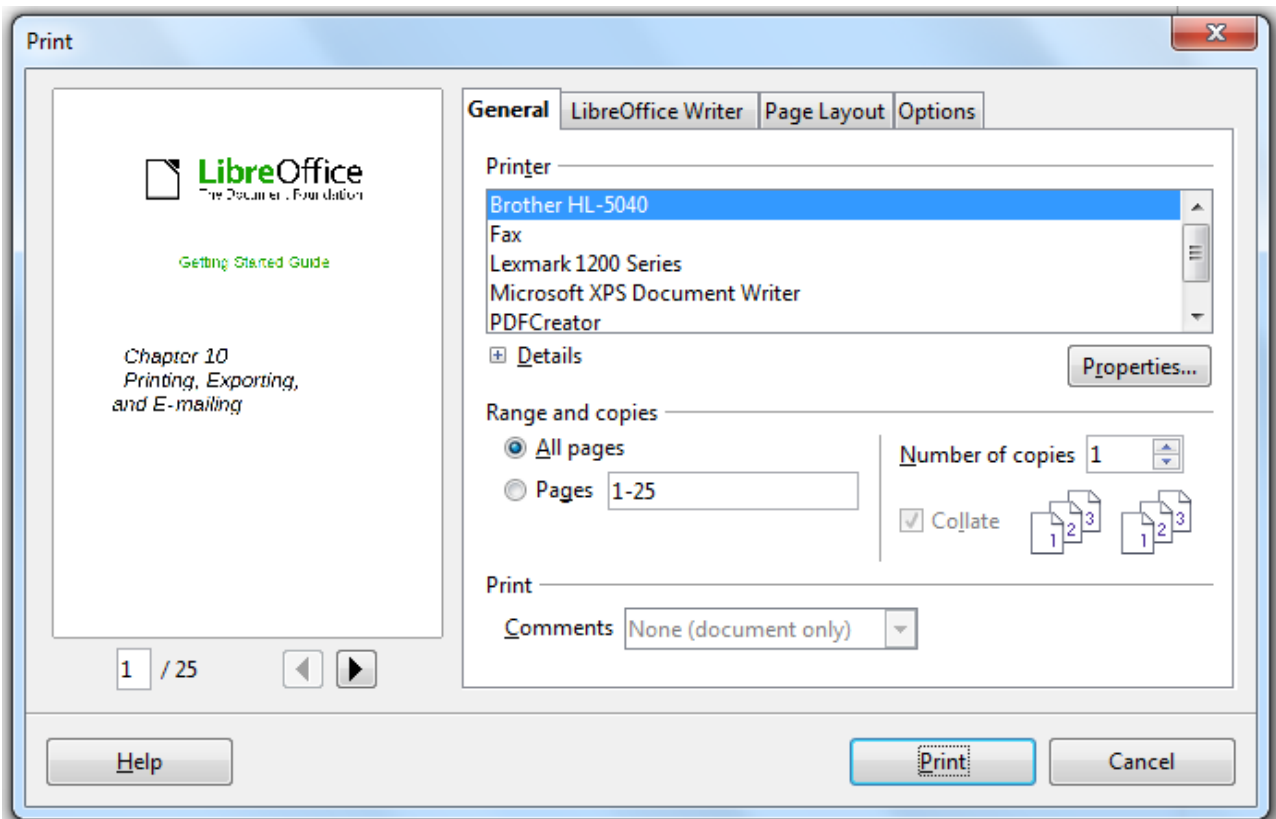 Print
X
LibreOffice
The Document Foundation
Getting Started Guide
Chapter 10
Printing, Exporting,
and E-mailing
1 / 25
General LibreOffice Writer Page Layout Options
Printer
Brother HL-5040
Fax
Lexmark 1200 Series
Microsoft XPS Document Writer
PDFCreator
Details
Properties...
Range and copies
All pages
Pages 1-25
Number of copies 1
Collate 1 2 3 1 2 3
Print
Comments None (document only)
Help Print Cancel